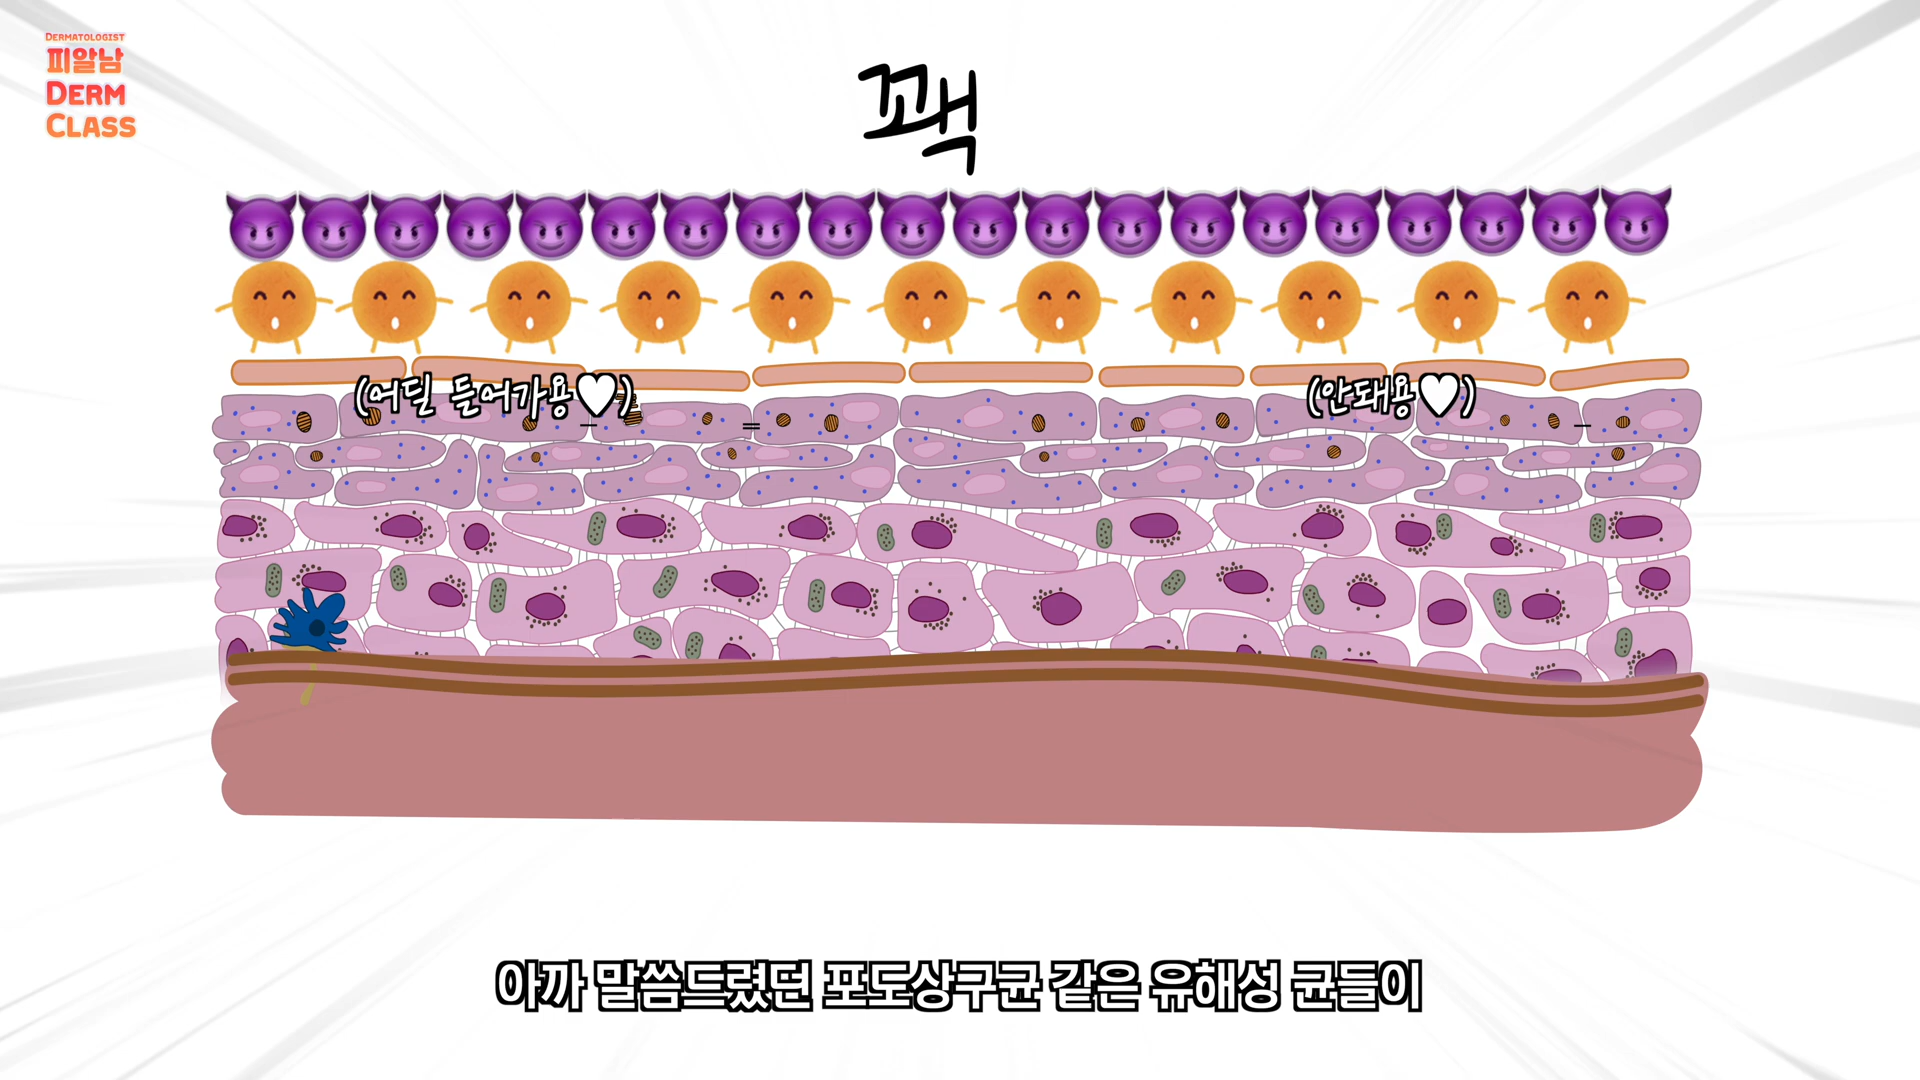 DERMATOLOGIST
피알남
DERM
CLASS
꽥
(어딜 들어가용♥)
(안돼용♥)
아까 말씀드렸던 포도상구균 같은 유해성 균들이